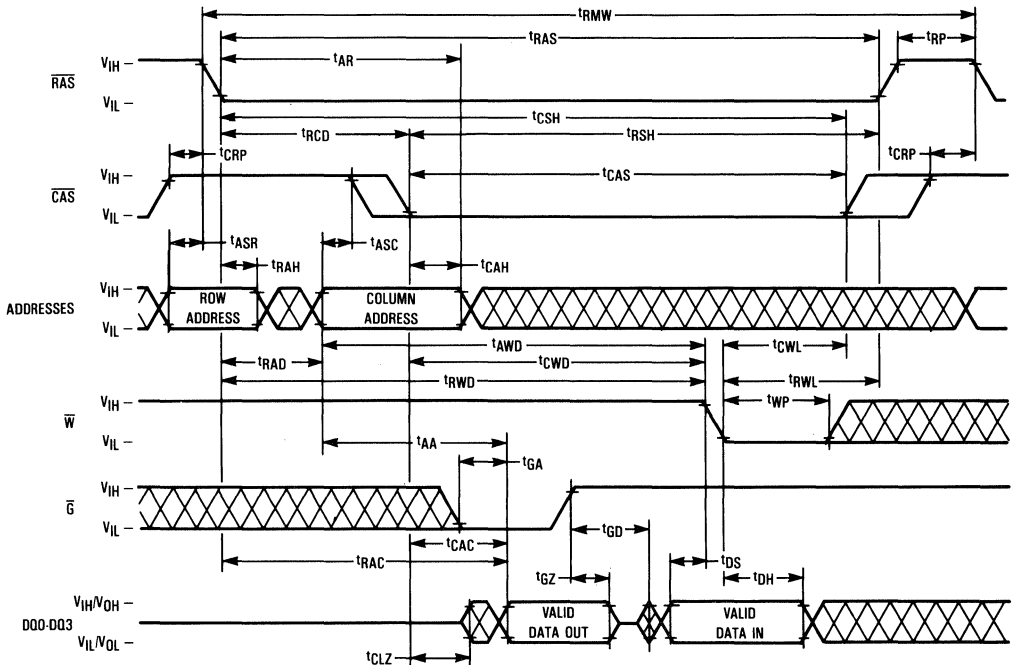 tRMW
tRAS
tRP
tAR
RAS
VIH
VIL
tCSH
tRCD
tRSH
tCRP
tCRP
CAS
VIH
VIL
tCAS
tASR
tASC
tRAH
tCAH
ADDRESSES
VIH
VIL
ROW
ADDRESS
COLUMN
ADDRESS
tAWD
tCWL
tRAD
tCWD
tRWD
tRWL
tWP
W
VIH
VIL
tAA
tGA
G
VIH
VIL
tGD
tCAC
tRAC
tDS
tGZ
tDH
DQ0-DQ3
VIH/VOH
VIL/VOL
VALID
DATA OUT
VALID
DATA IN
tCLZ